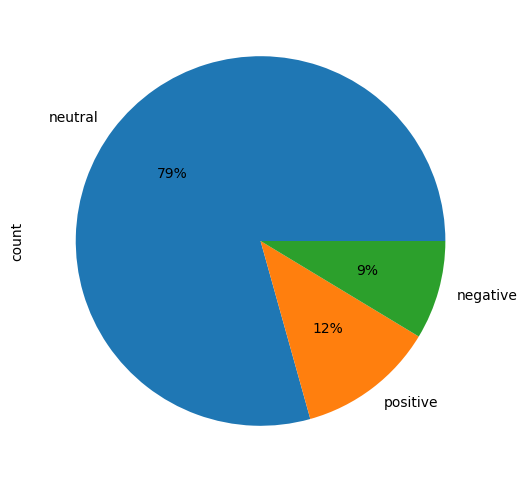 neutral
79%
count
9%
negative
12%
positive